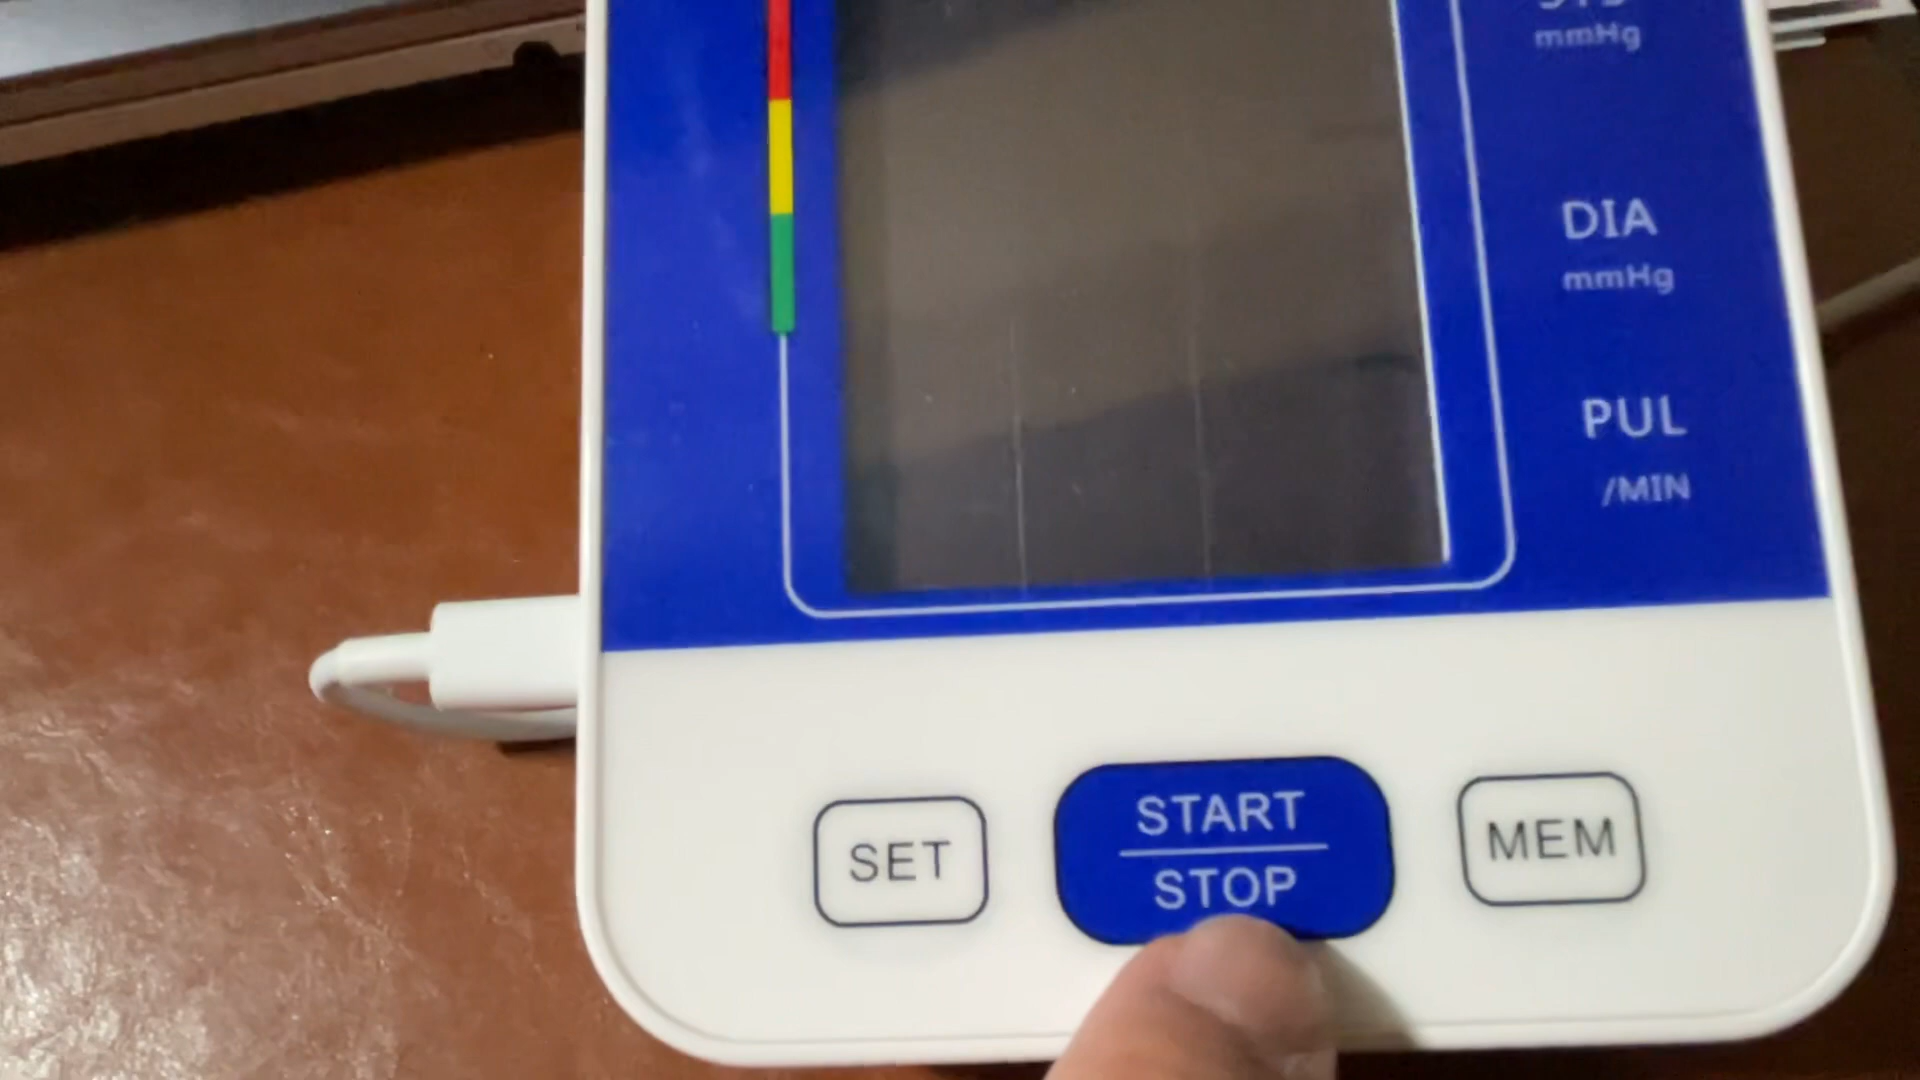 mmHg
DIA
mmHg
PUL
/MIN
SET
START
STOP
MEM